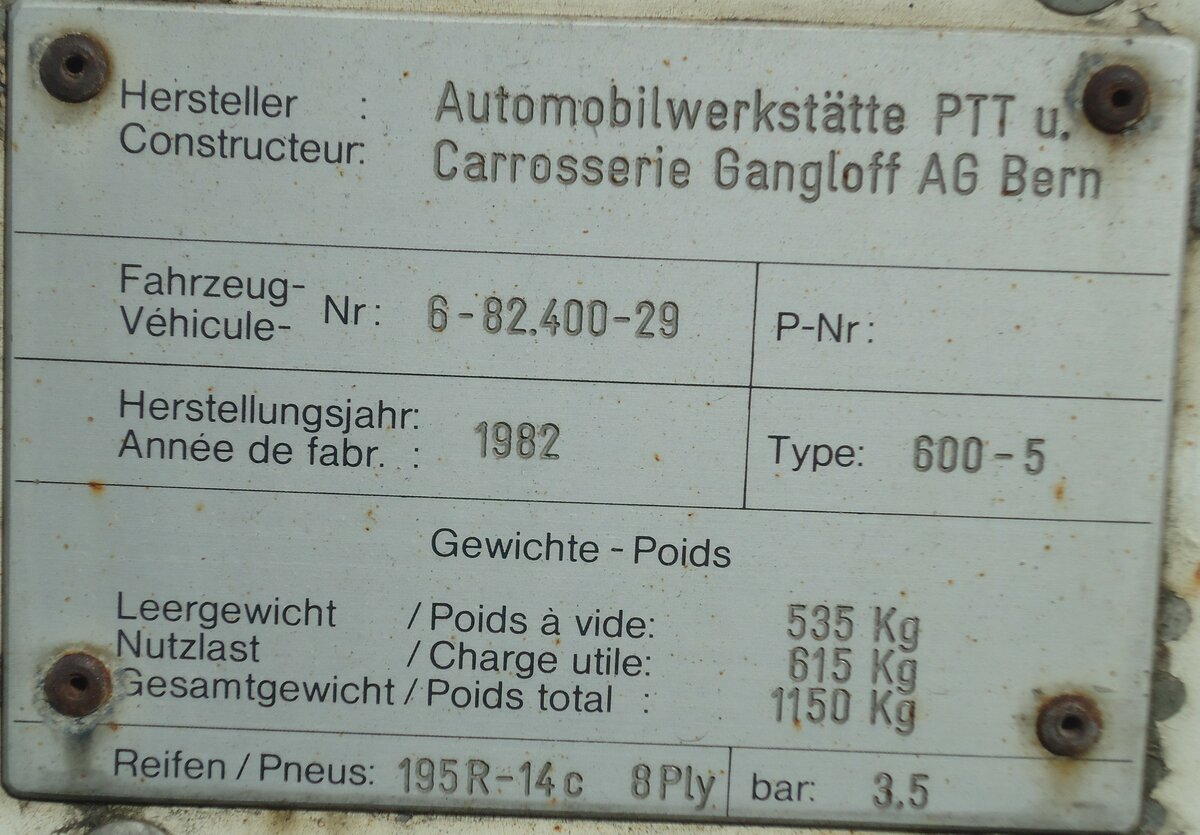 Hersteller : Automobilwerkstätte PTT u.
Constructeur: Carrosserie Gangloff AG Bern
Fahrzeug-
Véhicule- Nr: 6-82.400-29
P-Nr:
Herstellungsjahr:
Année de fabr. : 1982
Type: 600-5
Gewichte - Poids
Leergewicht / Poids à vide: 535 Kg
Nutzlast / Charge utile: 615 Kg
Gesamtgewicht / Poids total : 1150 Kg
Reifen / Pneus: 195R-14c 8Ply
bar: 3.5